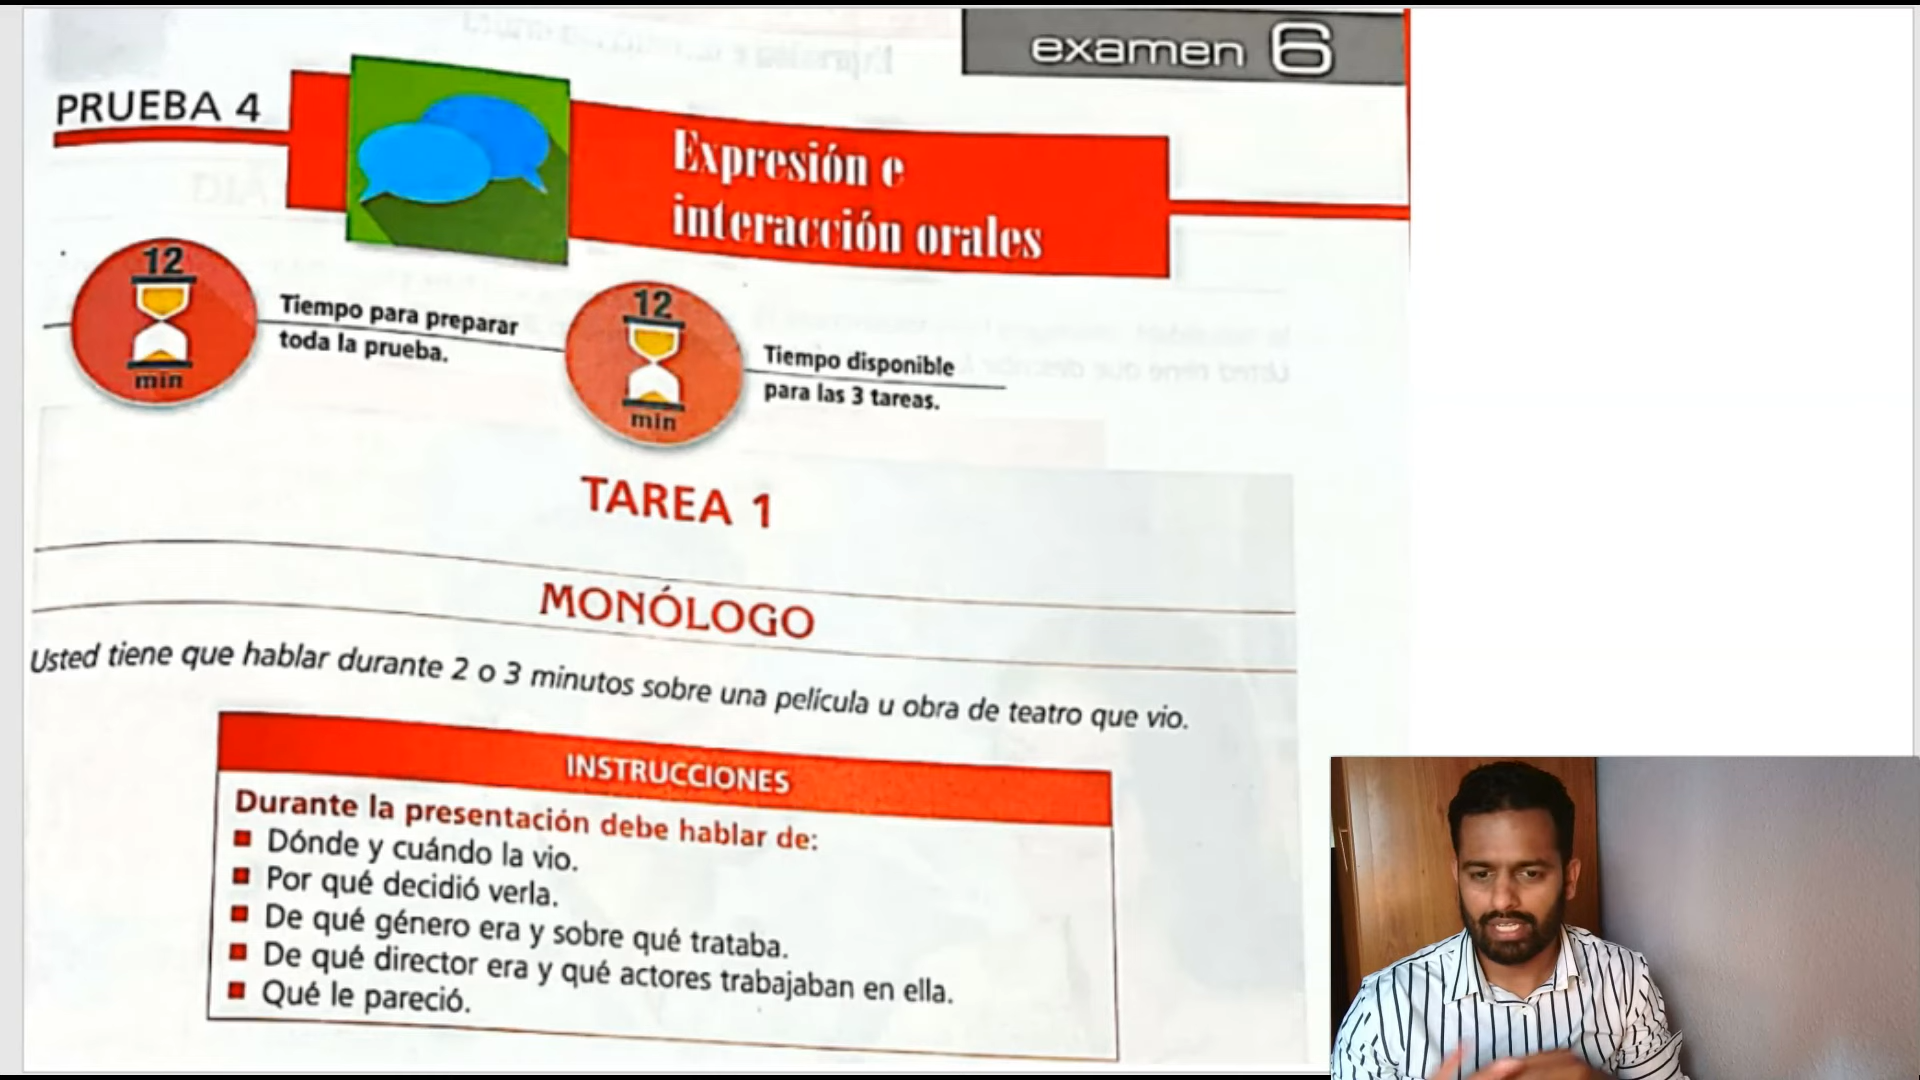 examen 6
PRUEBA 4
Expresión e
interacción orales
12
min
Tiempo para preparar
toda la prueba.
12
min
Tiempo disponible
para las 3 tareas.
TAREA 1
MONÓLOGO
Usted tiene que hablar durante 2 o 3 minutos sobre una película u obra de teatro que vio.
INSTRUCCIONES
Durante la presentación debe hablar de:
Dónde y cuándo la vio.
Por qué decidió verla.
De qué género era y sobre qué trataba.
De qué director era y qué actores trabajaban en ella.
Qué le pareció.